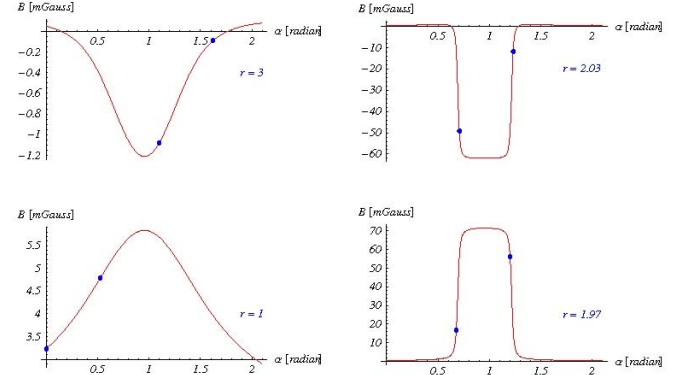 B [mGauss]
α [radian]
0.5 1 1.5 2
−0.2
−0.4
−0.6
−0.8
−1
−1.2
r = 3
B [mGauss]
α [radian]
0.5 1 1.5 2
−10
−20
−30
−40
−50
−60
r = 2.03
B [mGauss]
5.5
5
4.5
4
3.5
r = 1
α [radian]
0.5 1 1.5 2
B [mGauss]
70
60
50
40
30
20
10
r = 1.97
α [radian]
0.5 1 1.5 2